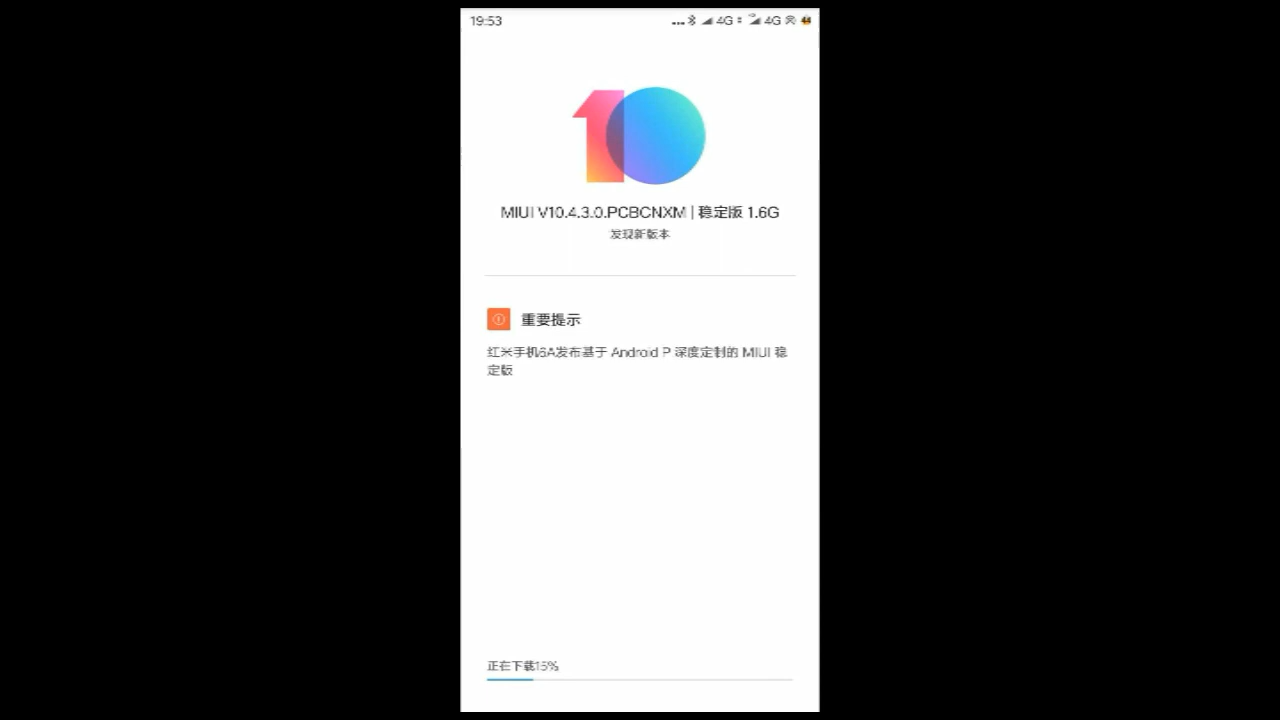 19:53
4G 4G
10
MIUI V10.4.3.0.PCBCNXM | 稳定版 1.6G
发现新版本
重要提示
红米手机6A发布基于 Android P 深度定制的 MIUI 稳
定版
正在下载15%